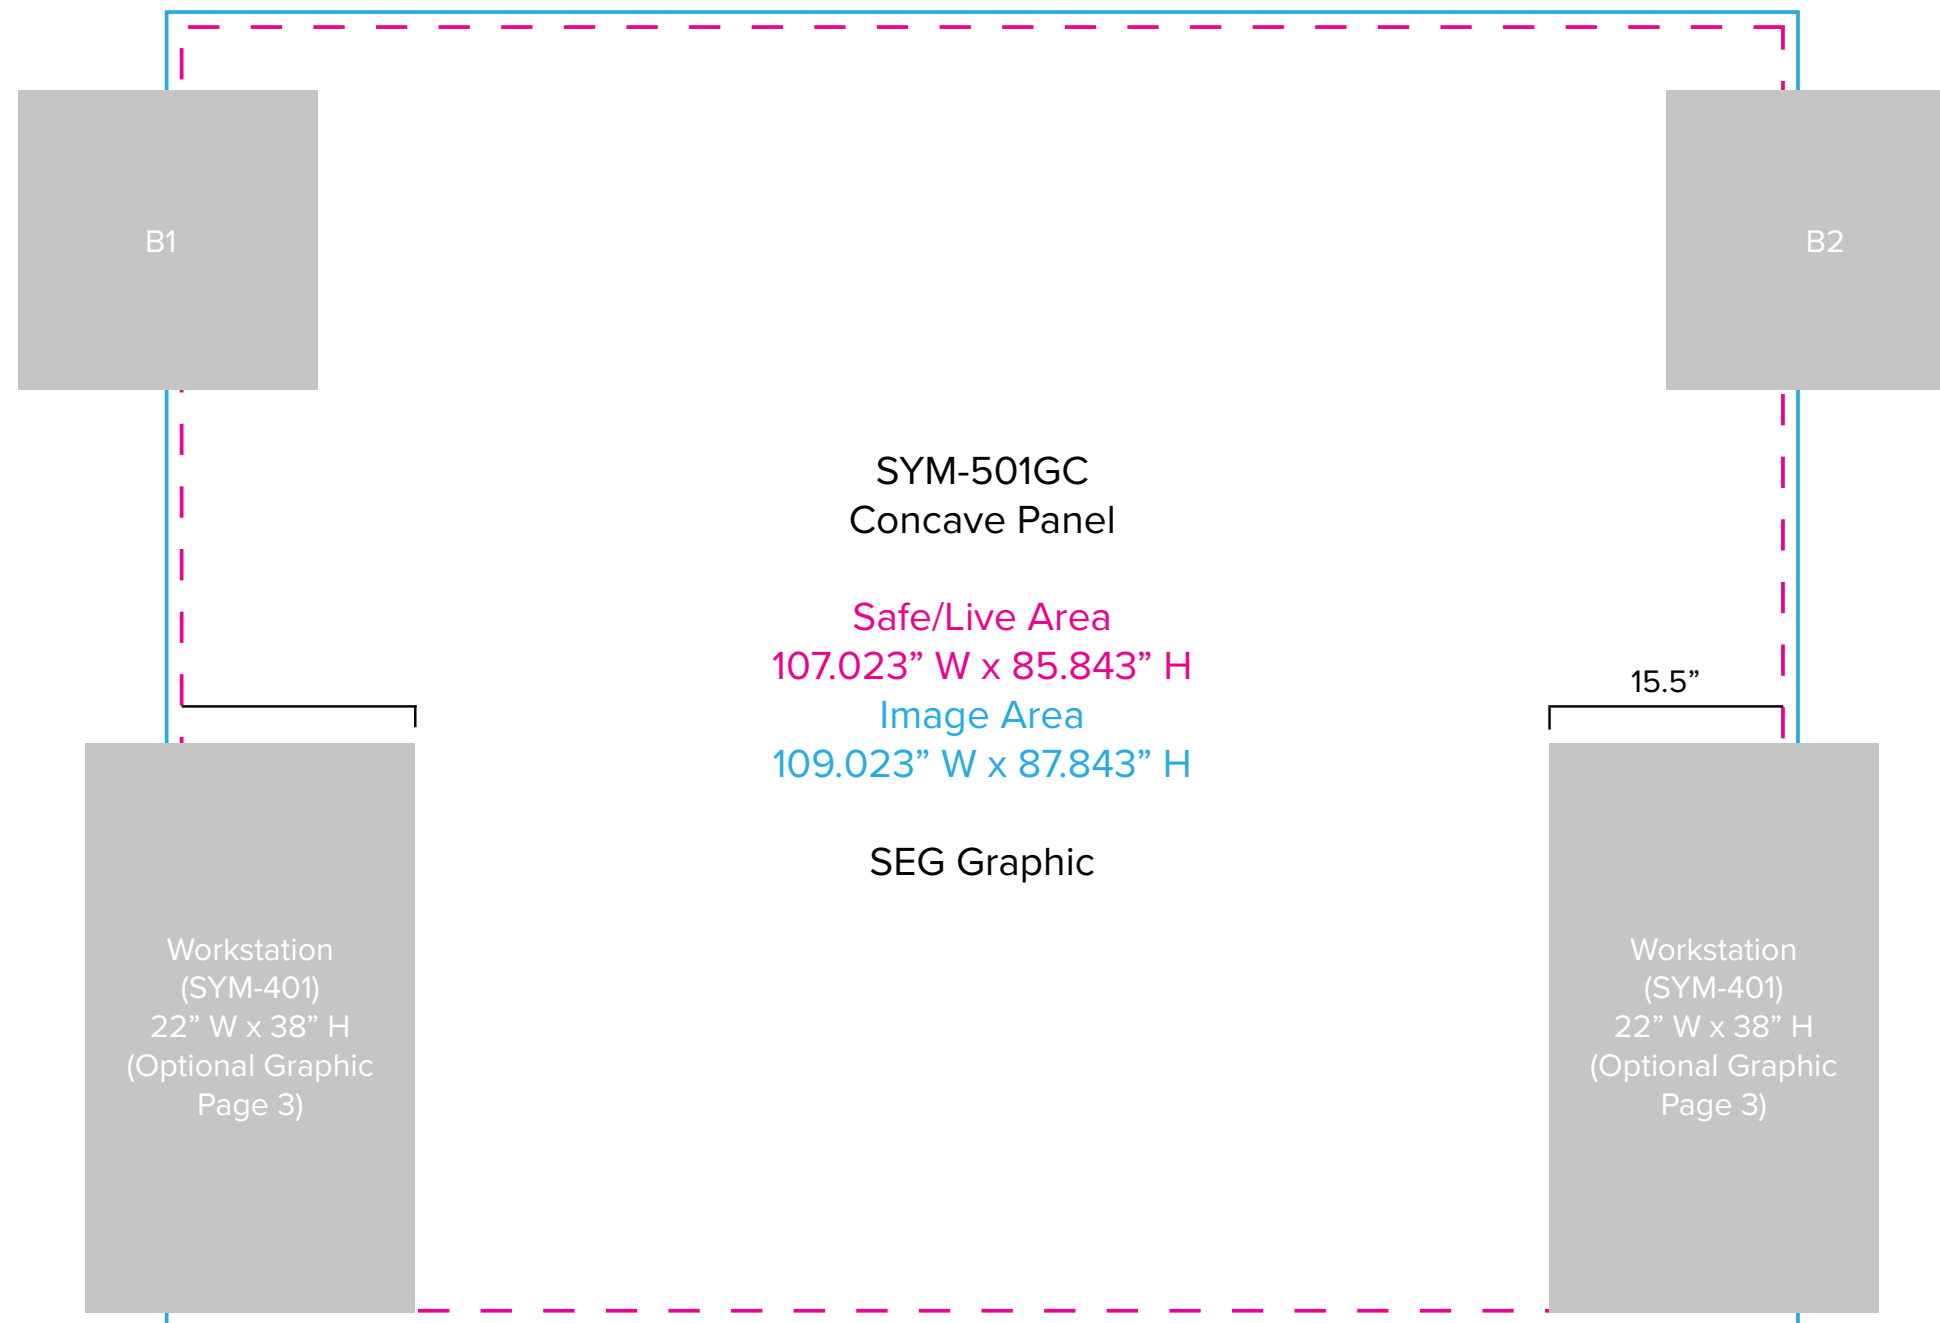 B1
B2
SYM-501GC
Concave Panel
Safe/Live Area
107.023” W x 85.843” H
Image Area
109.023” W x 87.843” H
SEG Graphic
15.5”
Workstation
(SYM-401)
22” W x 38” H
(Optional Graphic
Page 3)
Workstation
(SYM-401)
22” W x 38” H
(Optional Graphic
Page 3)